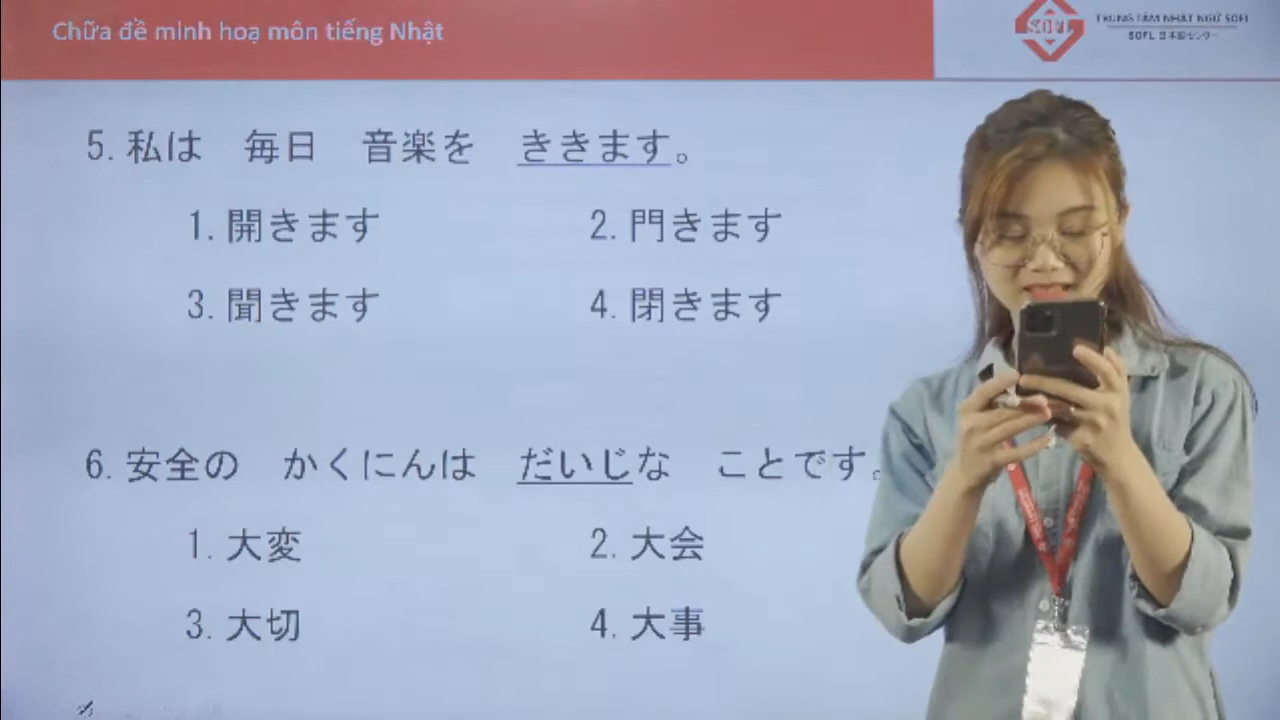 Chữa đề minh hoạ môn tiếng Nhật
SOFL
TRUNG TÂM NHẬT NGỮ SOFL
SOFL 日本語センター
5. 私は 毎日 音楽を ききます。
1. 開きます 2. 門きます
3. 聞きます 4. 閉きます
6. 安全の かくにんは だいじな ことです。
1. 大変 2. 大会
3. 大切 4. 大事